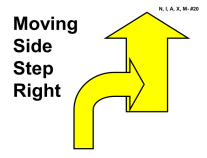 N, I, A, X, M- #20
Moving
Side
Step
Right